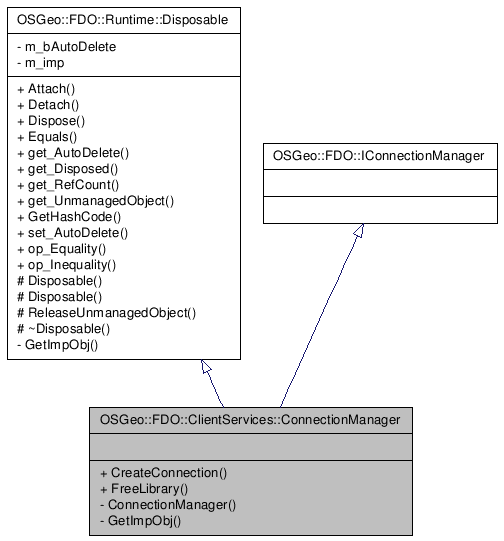 OSGeo::FDO::Runtime::Disposable
- m_bAutoDelete
- m_imp
+ Attach()
+ Detach()
+ Dispose()
+ Equals()
+ get_AutoDelete()
+ get_Disposed()
+ get_RefCount()
+ get_UnmanagedObject()
+ GetHashCode()
+ set_AutoDelete()
+ op_Equality()
+ op_Inequality()
# Disposable()
# Disposable()
# ReleaseUnmanagedObject()
# ~Disposable()
- GetImpObj()
OSGeo::FDO::IConnectionManager
OSGeo::FDO::ClientServices::ConnectionManager
+ CreateConnection()
+ FreeLibrary()
- ConnectionManager()
- GetImpObj()